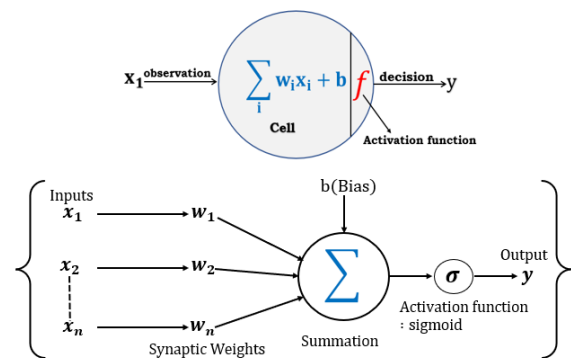 x₁ observation ∑ᵢ wᵢxᵢ + b f decision y
Cell
Activation function
b(Bias)
Inputs
x₁ w₁
x₂ w₂ ∑ σ Output y
xₙ wₙ
Activation function
: sigmoid
Synaptic Weights
Summation